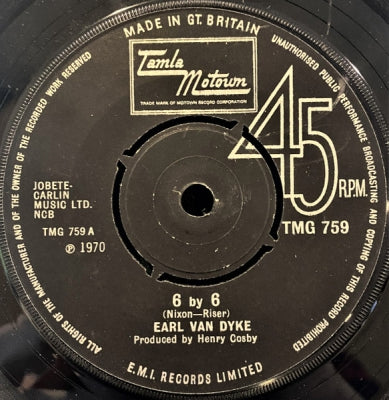 MADE IN GT. BRITAIN
UNAUTHORISED PUBLIC PERFORMANCE BROADCASTING AND COPYING OF THIS RECORD PROHIBITED
ALL RIGHTS OF THE MANUFACTURER AND OF THE OWNER OF THE RECORDED WORK RESERVED
Tamla
Motown
TRADE MARK OF MOTOWN RECORD CORPORATION
45
R.P.M.
JOBETE-
CARLIN
MUSIC LTD.
NCB
TMG 759
TMG 759 A
℗ 1970
6 by 6
(Nixon—Riser)
EARL VAN DYKE
Produced by Henry Cosby
E.M.I. RECORDS LIMITED